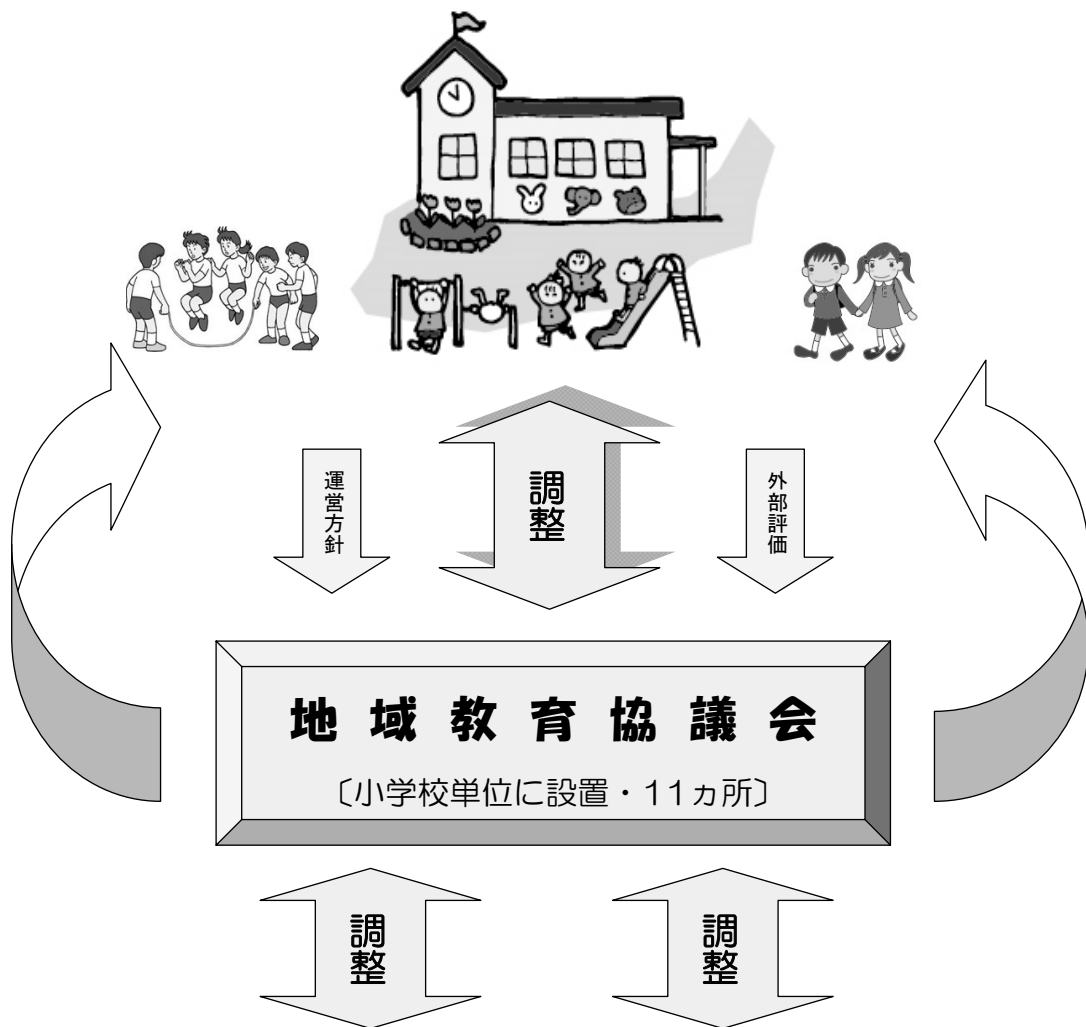 運営方針
調整
外部評価
地域教育協議会
〔小学校単位に設置・11ヵ所〕
調整
調整